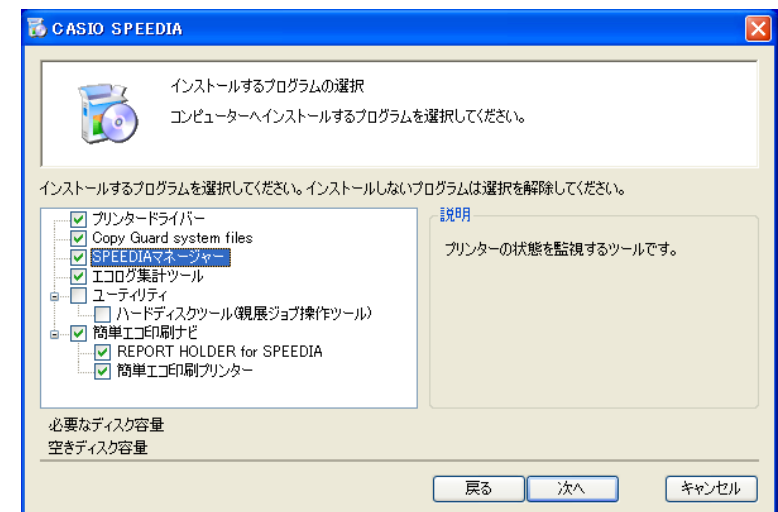 CASIO SPEEDIA
インストールするプログラムの選択
コンピューターへインストールするプログラムを選択してください。
インストールするプログラムを選択してください。インストールしないプログラムは選択を解除してください。
プリンタードライバー
Copy Guard system files
SPEEDIAマネージャー
エコログ集計ツール
ユーティリティ
ハードディスクツール(親展ジョブ操作ツール)
簡単エコ印刷ナビ
REPORT HOLDER for SPEEDIA
簡単エコ印刷プリンター
説明
プリンターの状態を監視するツールです。
必要なディスク容量
空きディスク容量
戻る
次へ
キャンセル